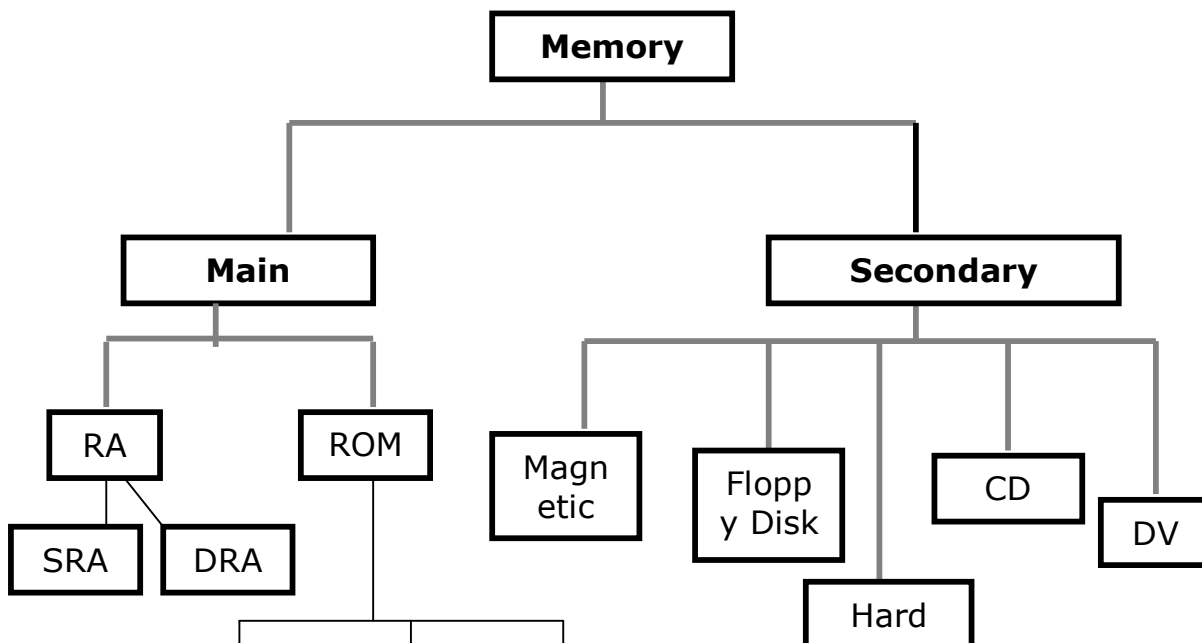 Memory
Main
Secondary
RA
ROM
Magn
etic
Flopp
y Disk
CD
DV
SRA
DRA
Hard